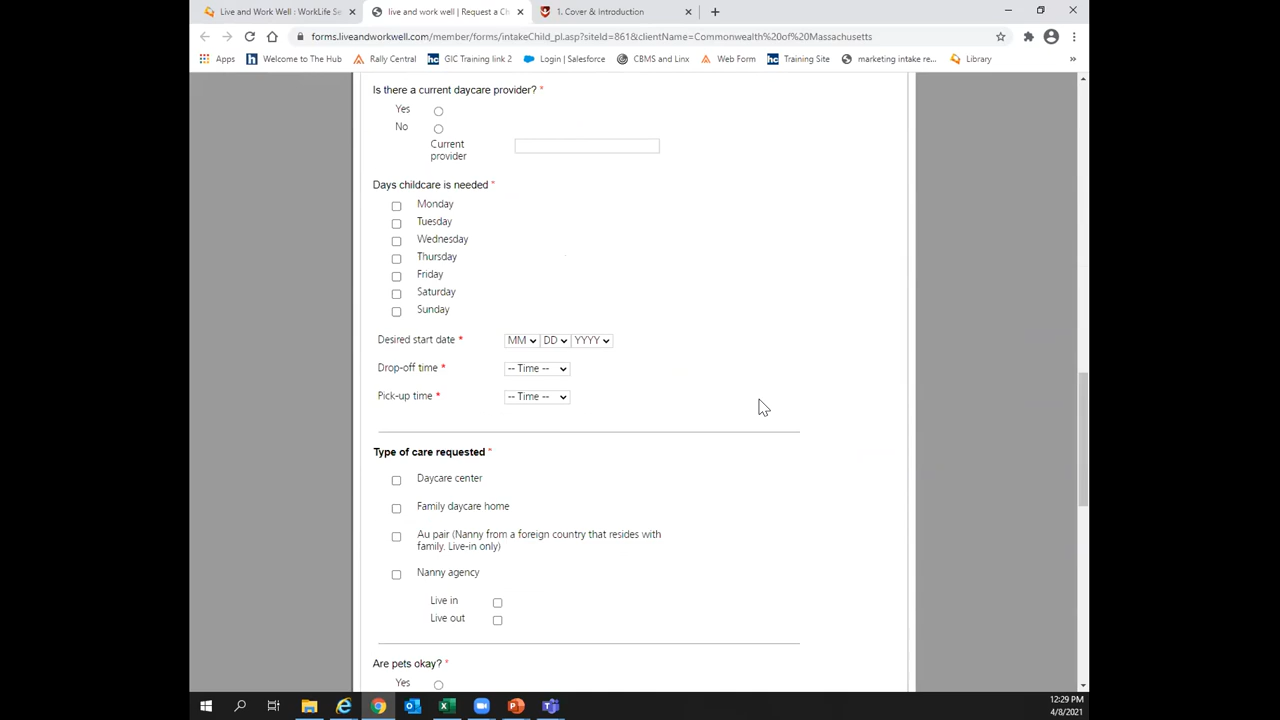 Live and Work Well : WorkLife Se
live and work well | Request a Ch
1. Cover & Introduction
forms.liveandworkwell.com/member/forms/intakeChild_pl.asp?siteId=861&clientName=Commonwealth%20of%20Massachusetts
Apps
Welcome to The Hub
Rally Central
GIC Training link 2
Login | Salesforce
CBMS and Linx
Web Form
Training Site
marketing intake re...
Library
»
Is there a current daycare provider? *
Yes
No
Current
provider
Days childcare is needed *
Monday
Tuesday
Wednesday
Thursday
Friday
Saturday
Sunday
Desired start date * MM DD YYYY
Drop-off time * -- Time --
Pick-up time * -- Time --
Type of care requested *
Daycare center
Family daycare home
Au pair (Nanny from a foreign country that resides with
family. Live-in only)
Nanny agency
Live in
Live out
Are pets okay? *
Yes
12:29 PM
4/8/2021